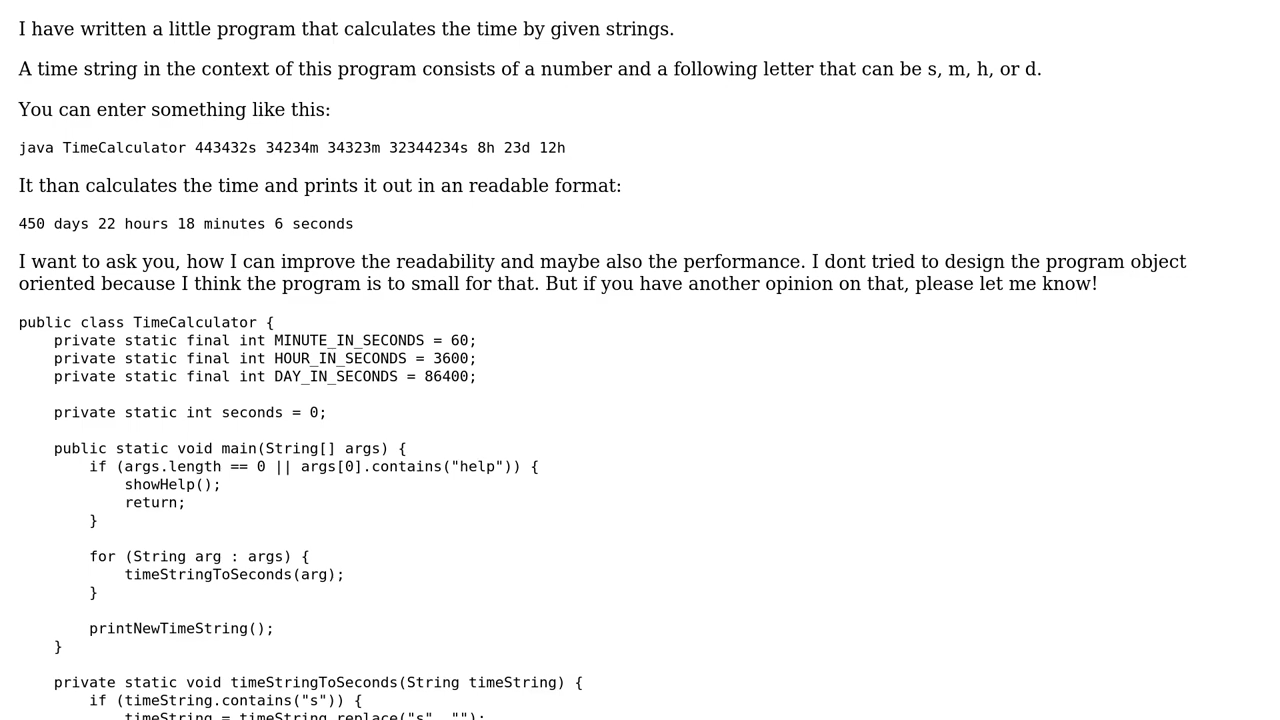 I have written a little program that calculates the time by given strings.
A time string in the context of this program consists of a number and a following letter that can be s, m, h, or d.
You can enter something like this:
java TimeCalculator 443432s 34234m 34323m 32344234s 8h 23d 12h
It than calculates the time and prints it out in an readable format:
450 days 22 hours 18 minutes 6 seconds
I want to ask you, how I can improve the readability and maybe also the performance. I dont tried to design the program object
oriented because I think the program is to small for that. But if you have another opinion on that, please let me know!
public class TimeCalculator {
    private static final int MINUTE_IN_SECONDS = 60;
    private static final int HOUR_IN_SECONDS = 3600;
    private static final int DAY_IN_SECONDS = 86400;

    private static int seconds = 0;

    public static void main(String[] args) {
        if (args.length == 0 || args[0].contains("help")) {
            showHelp();
            return;
        }

        for (String arg : args) {
            timeStringToSeconds(arg);
        }

        printNewTimeString();
    }

    private static void timeStringToSeconds(String timeString) {
        if (timeString.contains("s")) {
            timeString = timeString.replace("s", "");